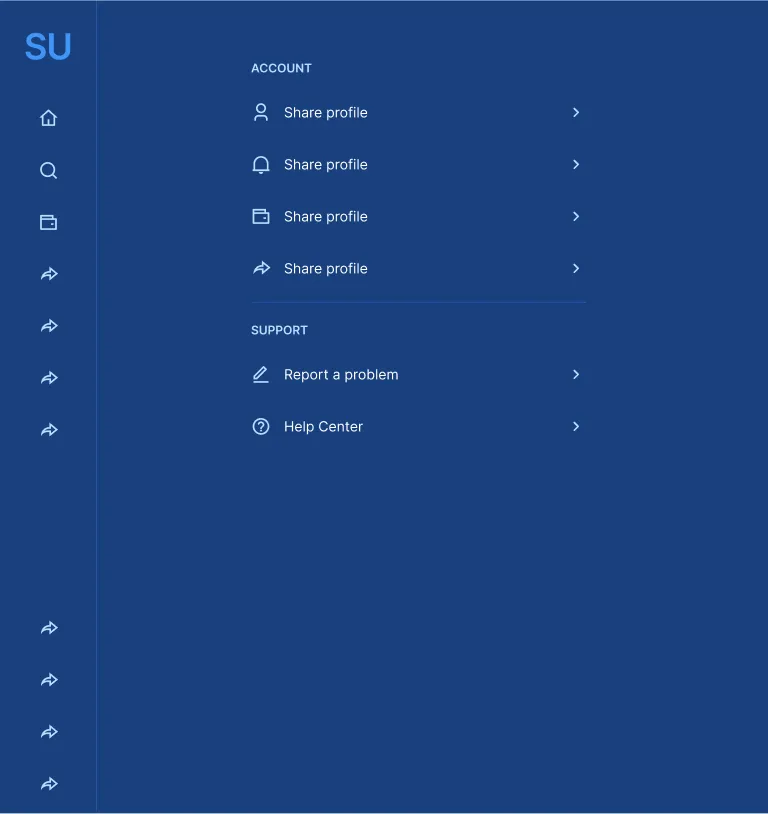 SU
ACCOUNT
Share profile
Share profile
Share profile
Share profile
SUPPORT
Report a problem
Help Center